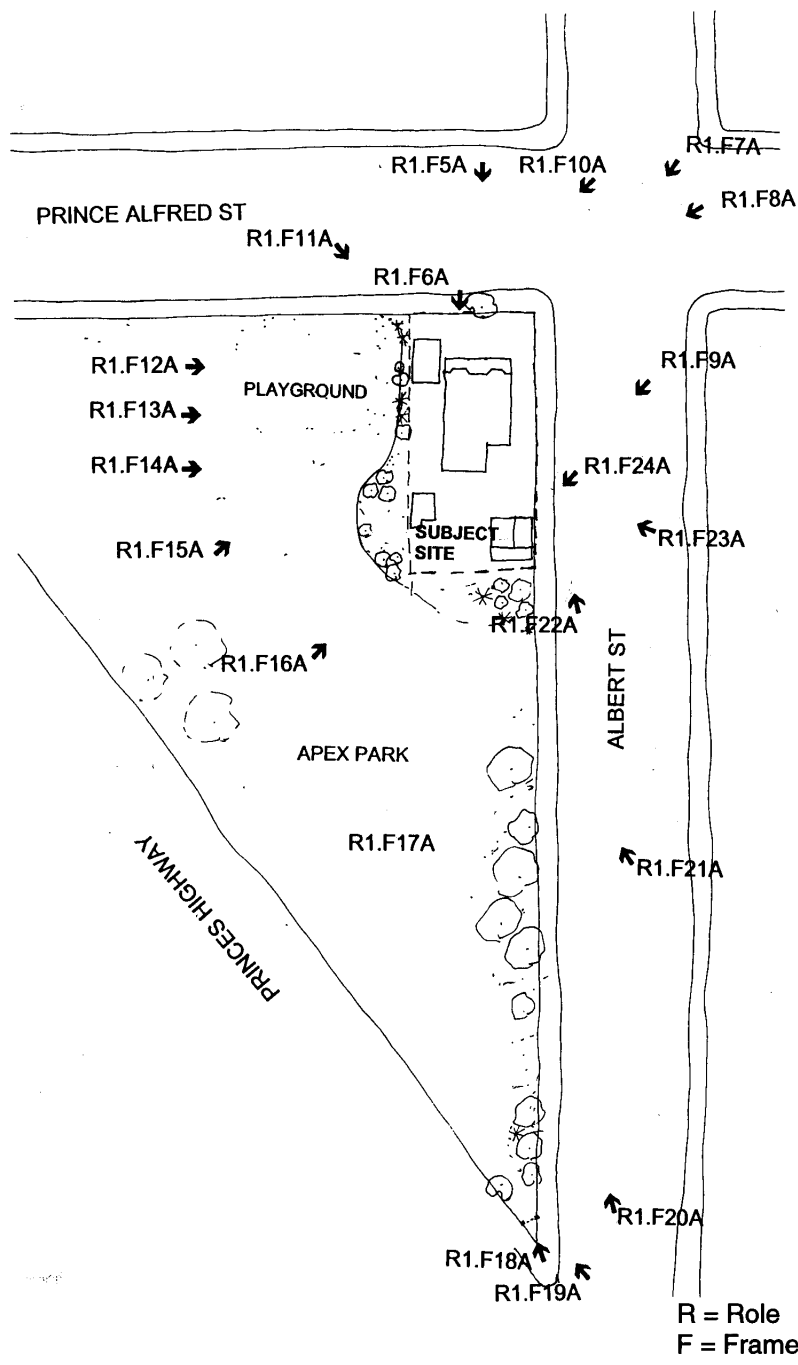 R1.F5A
R1.F10A
R1.F7A
R1.F8A
PRINCE ALFRED ST
R1.F11A
R1.F6A
R1.F12A
PLAYGROUND
R1.F9A
R1.F13A
R1.F14A
R1.F24A
R1.F15A
SUBJECT
SITE
R1.F23A
R1.F22A
R1.F16A
ALBERT ST
APEX PARK
R1.F17A
R1.F21A
PRINCES HIGHWAY
R1.F20A
R1.F18A
R1.F19A
R = Role
F = Frame